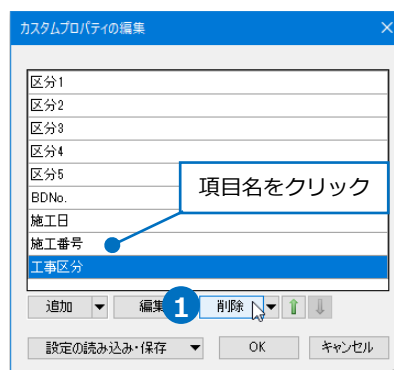 カスタムプロパティの編集
区分1
区分2
区分3
区分4
区分5
BDNo.
項目名をクリック
施工日
施工番号
工事区分
追加 編集 1 削除
設定の読み込み・保存 OK キャンセル